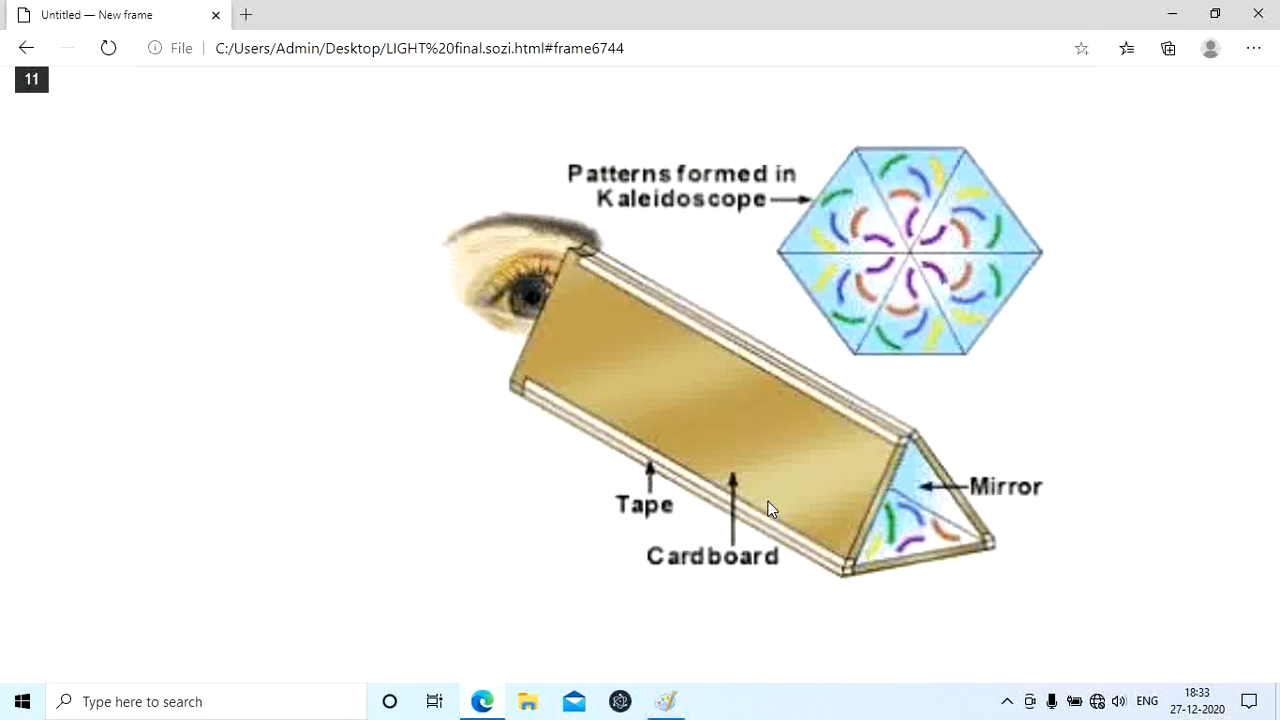 Untitled — New frame
File
C:/Users/Admin/Desktop/LIGHT%20final.sozi.html#frame6744
11
Patterns formed in
Kaleidoscope
Mirror
Tape
Cardboard
Type here to search
ENG
18:33
27-12-2020